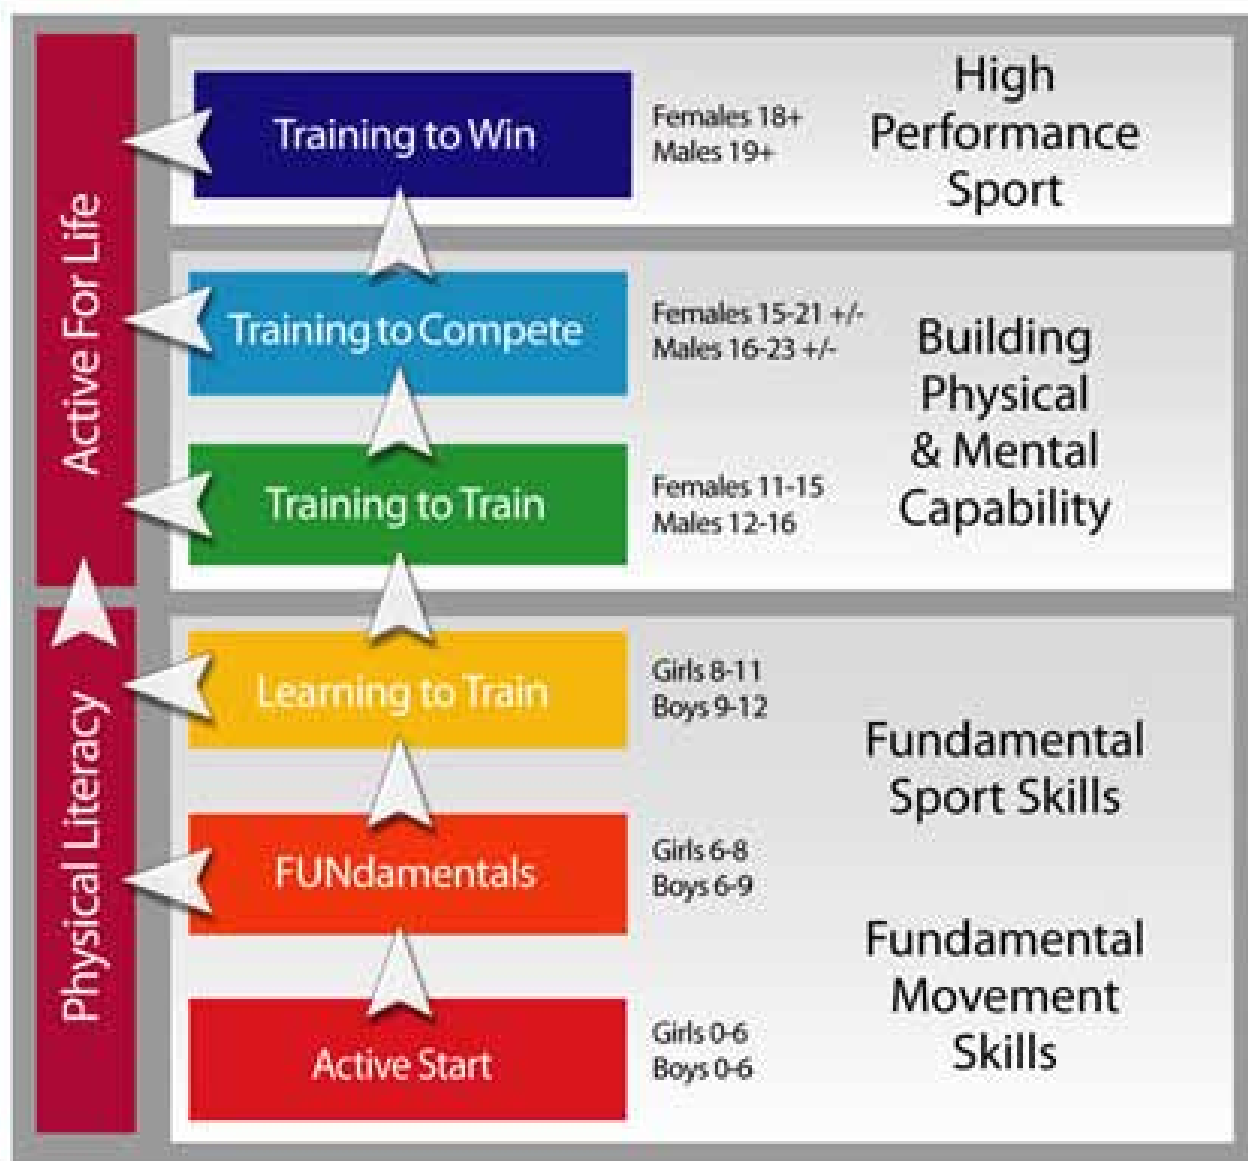 Active For Life
Physical Literacy
Training to Win
Females 18+
Males 19+
High
Performance
Sport
Training to Compete
Females 15-21 +/-
Males 16-23 +/-
Training to Train
Females 11-15
Males 12-16
Building
Physical
& Mental
Capability
Learning to Train
Girls 8-11
Boys 9-12
FUNdamentals
Girls 6-8
Boys 6-9
Active Start
Girls 0-6
Boys 0-6
Fundamental
Sport Skills
Fundamental
Movement
Skills